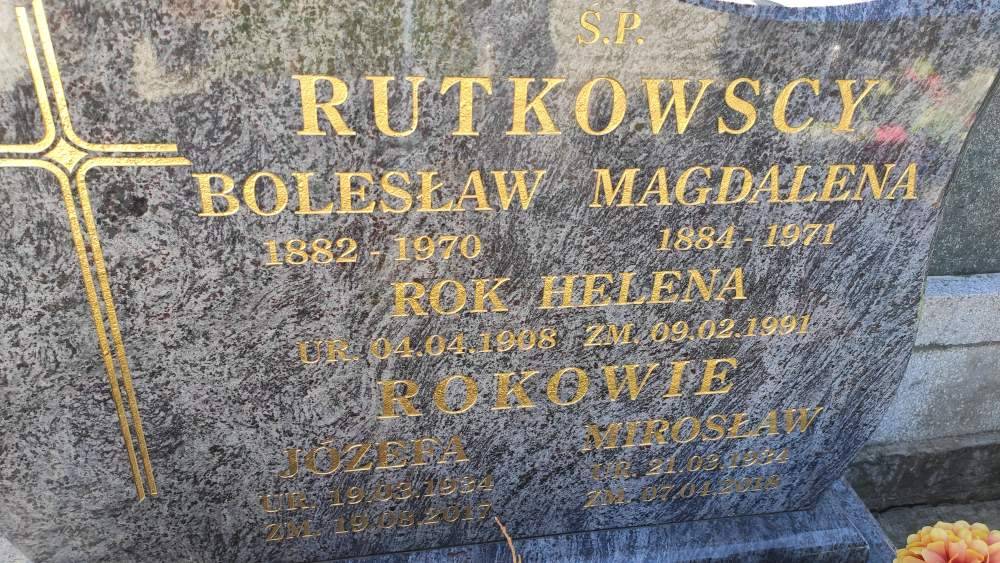 Ś.P.
RUTKOWSCY
BOLESŁAW MAGDALENA
1882 - 1970 1884 - 1971
ROK HELENA
UR. 04.04.1908 ZM. 09.02.1991
ROKOWIE
JÓZEFA MIROSŁAW
UR. 19.03.1934 UR. 21.03.1934
ZM. 19.08.2017 ZM. 07.04.2018